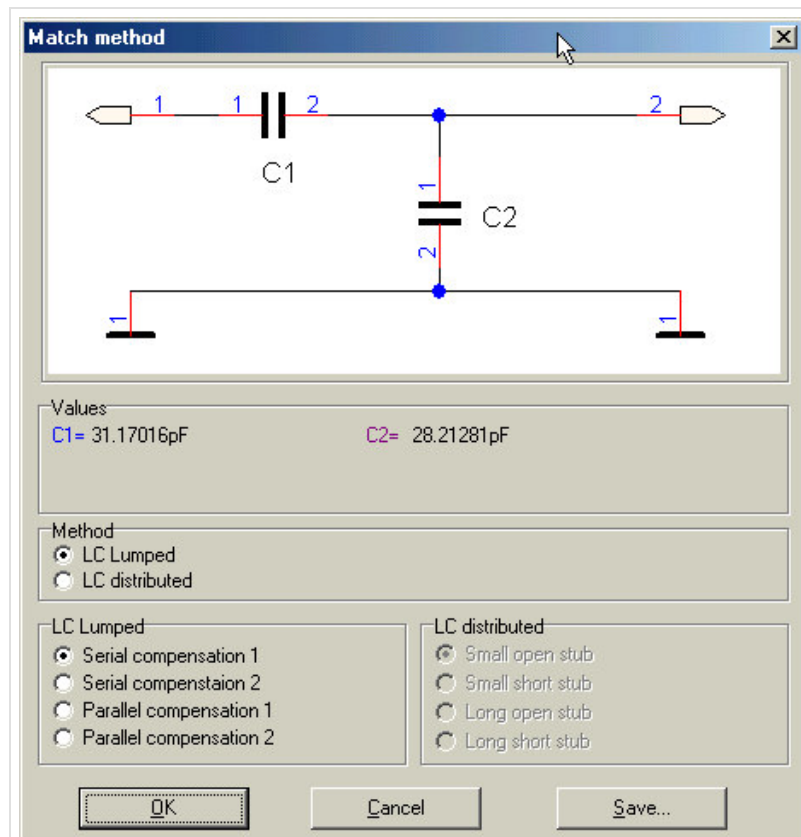 Match method
1 1 2 2
C1
1
C2
2
1 1
Values
C1= 31.17016pF C2= 28.21281pF
Method
LC Lumped
LC distributed
LC Lumped
Serial compensation 1
Serial compenstaion 2
Parallel compensation 1
Parallel compensation 2
LC distributed
Small open stub
Small short stub
Long open stub
Long short stub
OK Cancel Save...